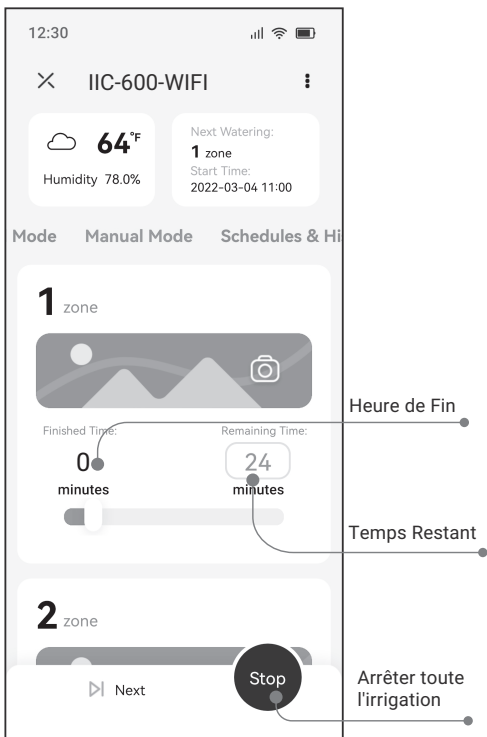 12:30
IIC-600-WIFI
64°F
Humidity 78.0%
Next Watering:
1 zone
Start Time:
2022-03-04 11:00
Mode Manual Mode Schedules & Hi
1 zone
Heure de Fin
Finished Time: Remaining Time:
0 24
minutes minutes
Temps Restant
2 zone
Next
Stop
Arrêter toute
l'irrigation